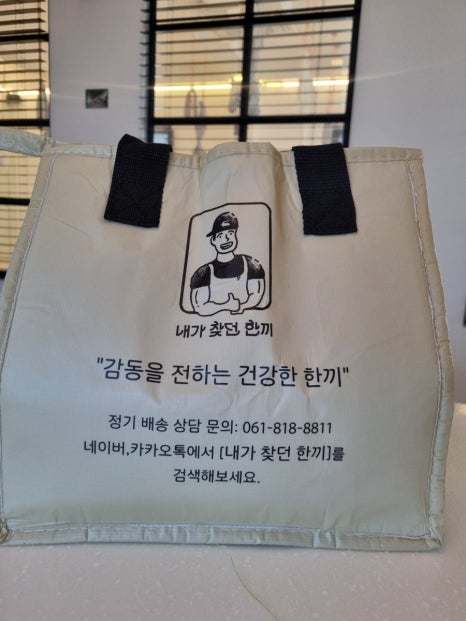 내가 찾던 한끼
"감동을 전하는 건강한 한끼"
정기 배송 상담 문의: 061-818-8811
네이버,카카오톡에서 [내가 찾던 한끼]를
검색해보세요.